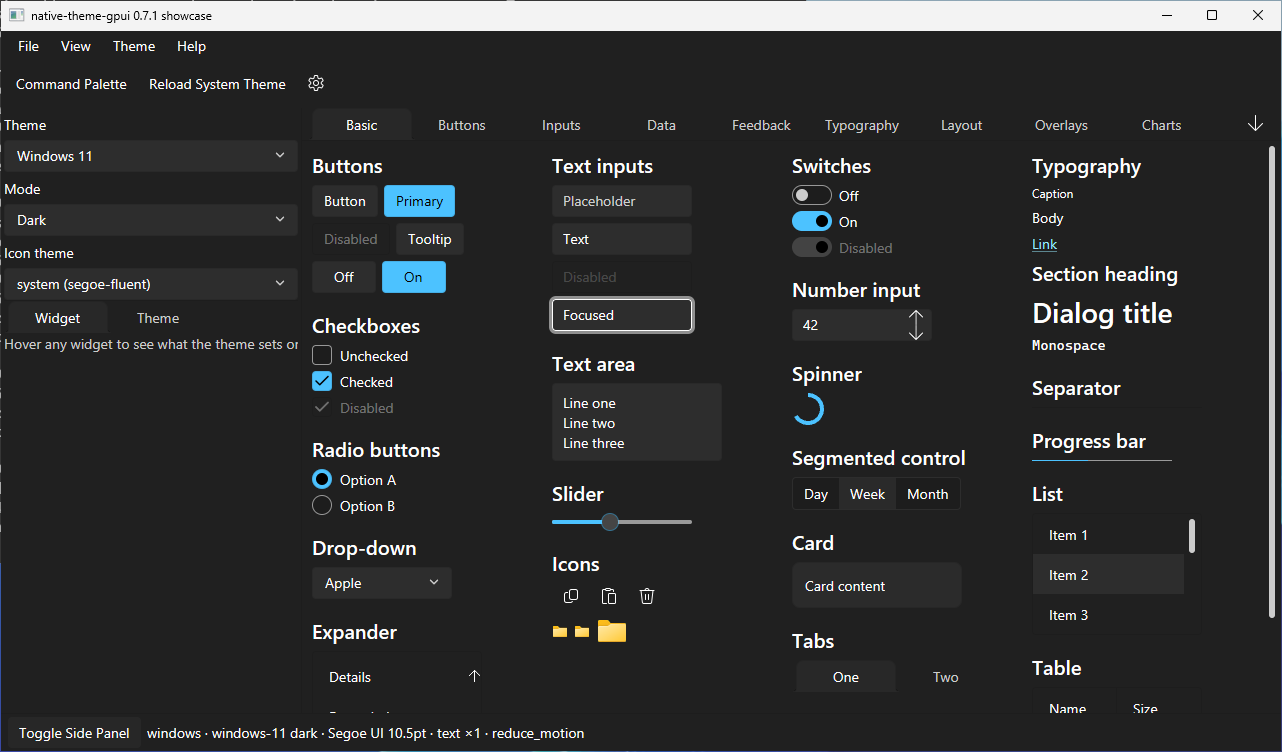 native-theme-gpui 0.7.1 showcase
File View Theme Help
Command Palette Reload System Theme
Theme
Windows 11
Mode
Dark
Icon theme
system (segoe-fluent)
Widget Theme
Hover any widget to see what the theme sets or
Basic Buttons Inputs Data Feedback Typography Layout Overlays Charts
Buttons
Button Primary
Disabled Tooltip
Off On
Checkboxes
Unchecked
Checked
Disabled
Radio buttons
Option A
Option B
Drop-down
Apple
Expander
Details
Text inputs
Placeholder
Text
Disabled
Focused
Text area
Line one
Line two
Line three
Slider
Icons
Switches
Off
On
Disabled
Number input
42
Spinner
Segmented control
Day Week Month
Card
Card content
Tabs
One Two
Typography
Caption
Body
Link
Section heading
Dialog title
Monospace
Separator
Progress bar
List
Item 1
Item 2
Item 3
Table
Name Size
Toggle Side Panel windows · windows-11 dark · Segoe UI 10.5pt · text ×1 · reduce_motion